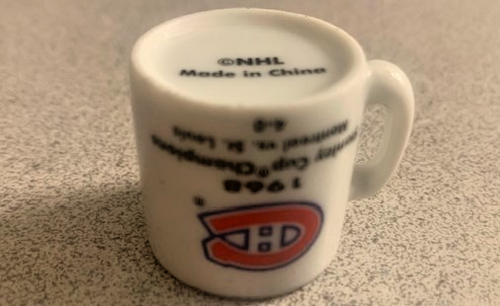 ©NHL
Made in China
1968
Stanley Cup® Champions
Montreal vs. St. Louis
4-0
®